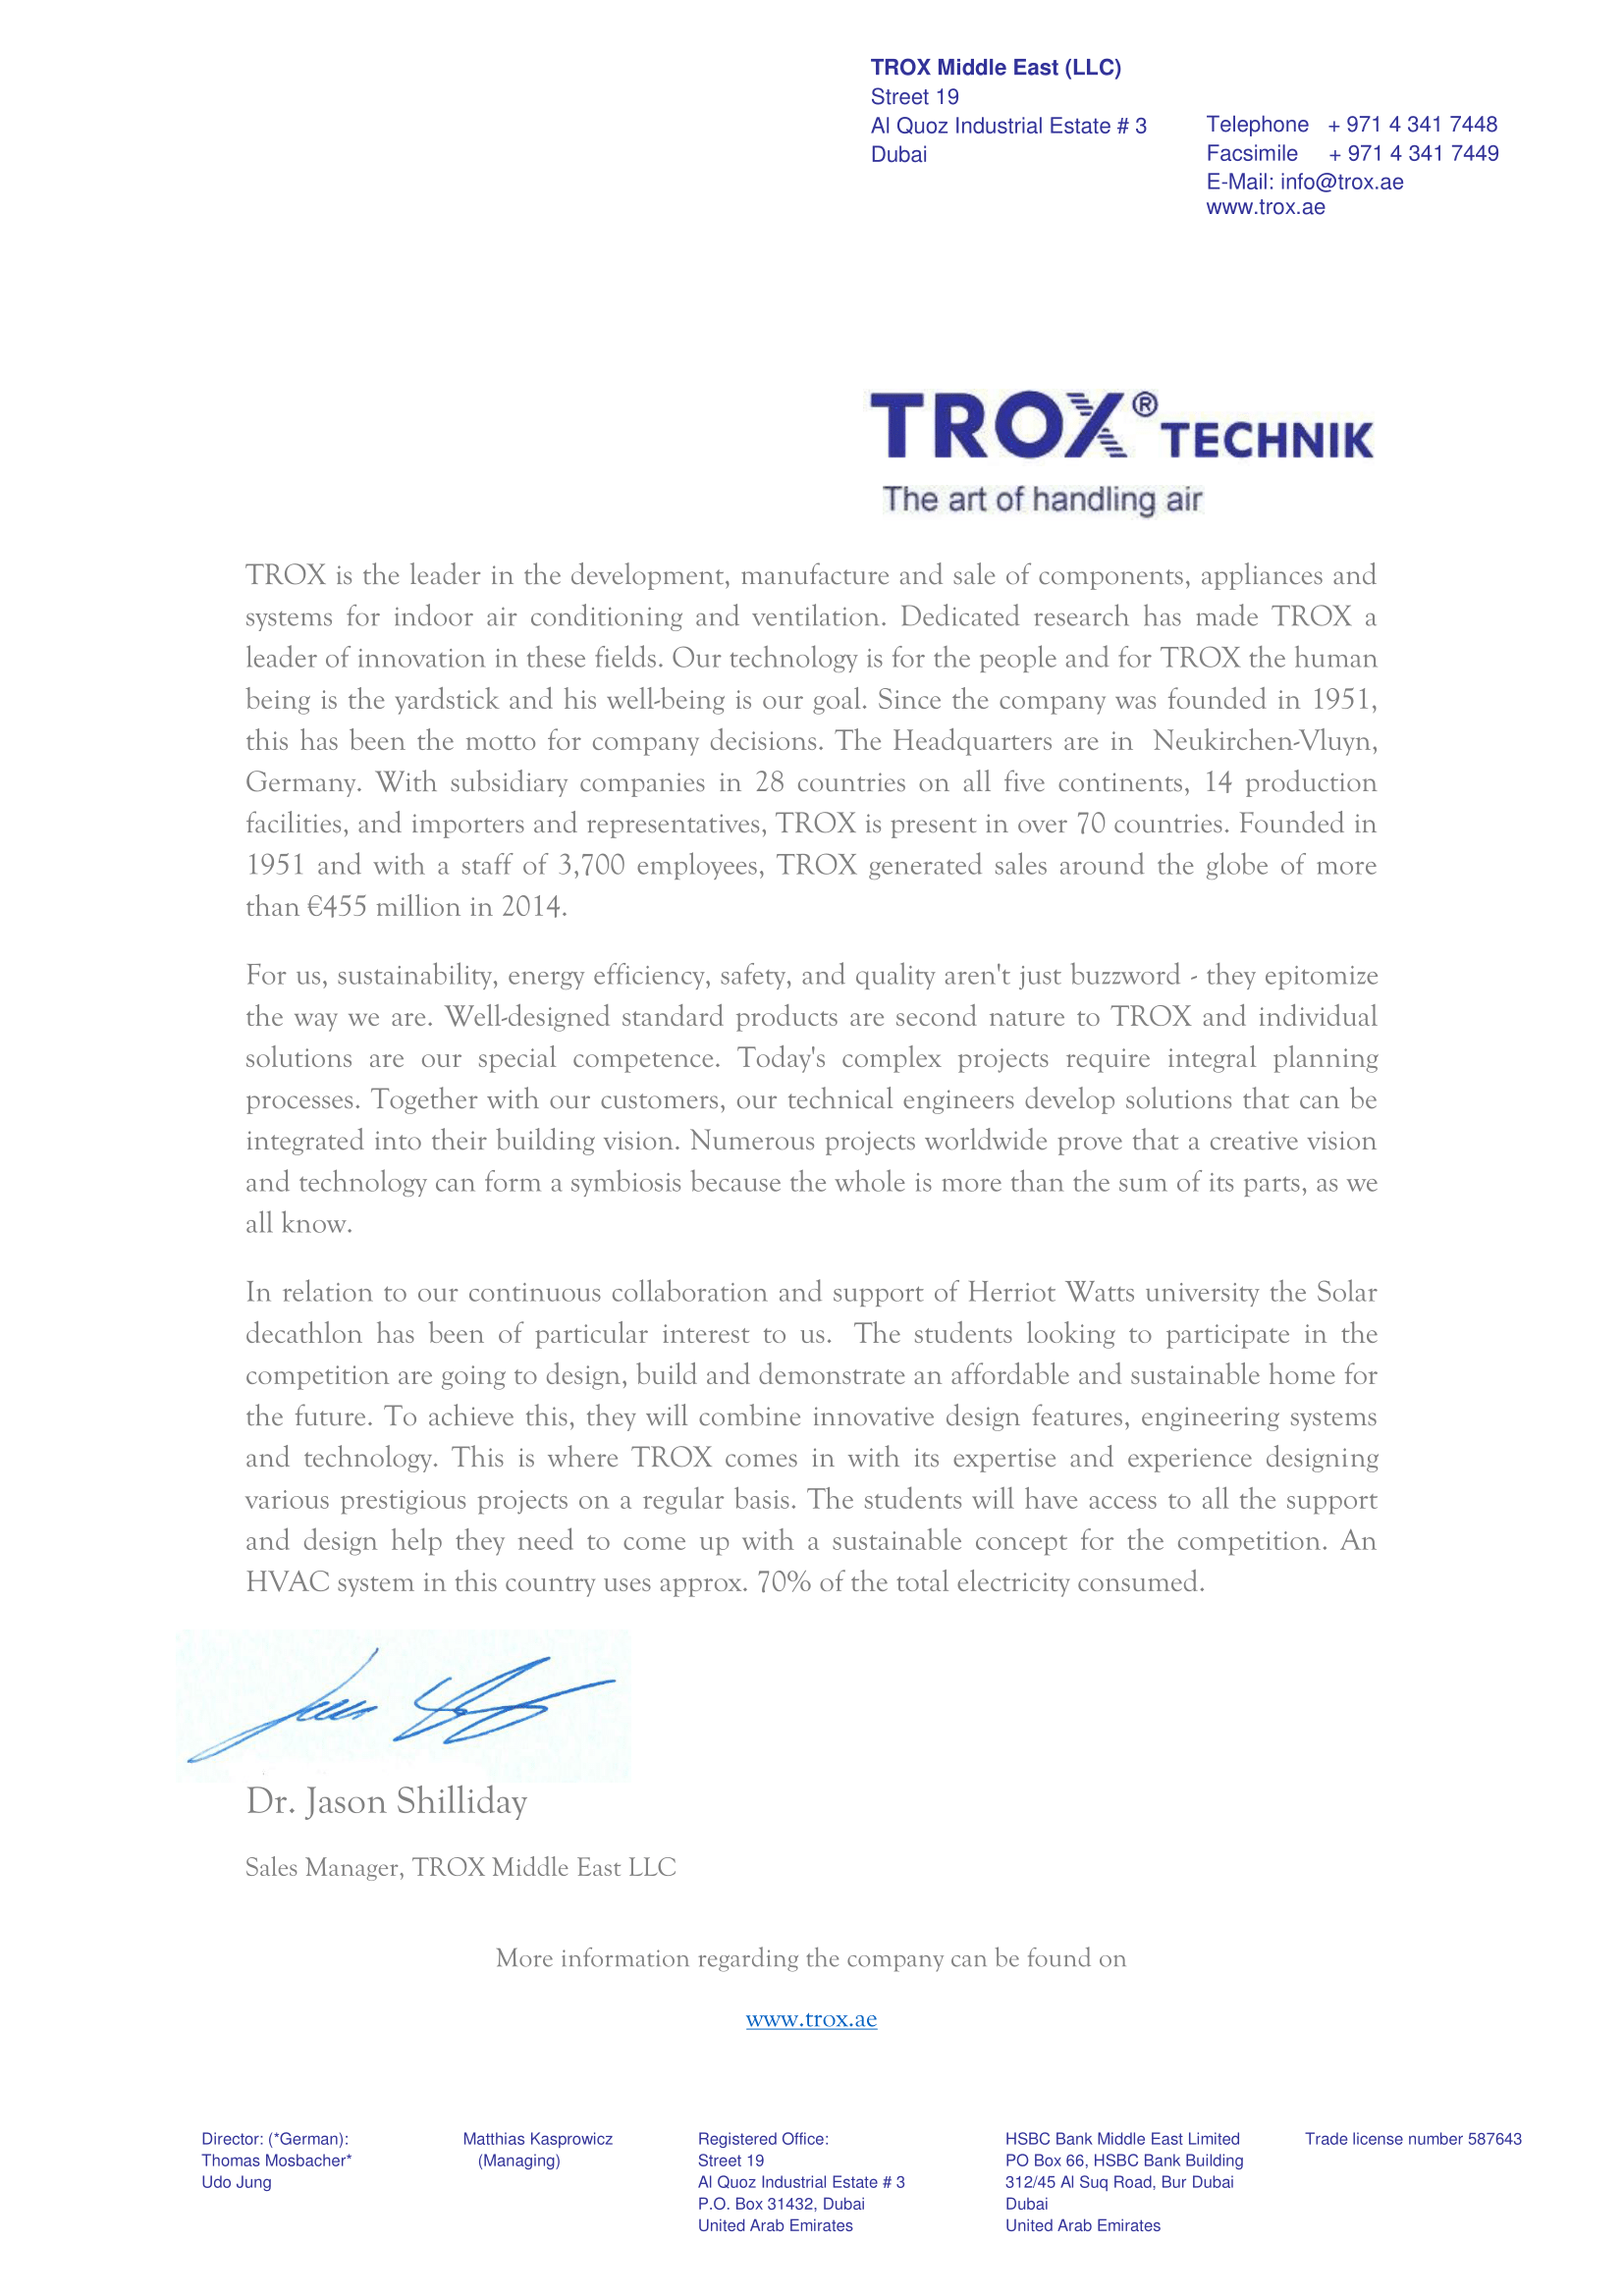 TROX Middle East (LLC)
Street 19
Al Quoz Industrial Estate # 3
Dubai
Telephone + 971 4 341 7448
Facsimile + 971 4 341 7449
E-Mail: info@trox.ae
www.trox.ae
TROX® TECHNIK
The art of handling air
TROX is the leader in the development, manufacture and sale of components, appliances and
systems for indoor air conditioning and ventilation. Dedicated research has made TROX a
leader of innovation in these fields. Our technology is for the people and for TROX the human
being is the yardstick and his well-being is our goal. Since the company was founded in 1951,
this has been the motto for company decisions. The Headquarters are in Neukirchen-Vluyn,
Germany. With subsidiary companies in 28 countries on all five continents, 14 production
facilities, and importers and representatives, TROX is present in over 70 countries. Founded in
1951 and with a staff of 3,700 employees, TROX generated sales around the globe of more
than €455 million in 2014.
For us, sustainability, energy efficiency, safety, and quality aren't just buzzword - they epitomize
the way we are. Well-designed standard products are second nature to TROX and individual
solutions are our special competence. Today's complex projects require integral planning
processes. Together with our customers, our technical engineers develop solutions that can be
integrated into their building vision. Numerous projects worldwide prove that a creative vision
and technology can form a symbiosis because the whole is more than the sum of its parts, as we
all know.
In relation to our continuous collaboration and support of Herriot Watts university the Solar
decathlon has been of particular interest to us. The students looking to participate in the
competition are going to design, build and demonstrate an affordable and sustainable home for
the future. To achieve this, they will combine innovative design features, engineering systems
and technology. This is where TROX comes in with its expertise and experience designing
various prestigious projects on a regular basis. The students will have access to all the support
and design help they need to come up with a sustainable concept for the competition. An
HVAC system in this country uses approx. 70% of the total electricity consumed.
Dr. Jason Shilliday
Sales Manager, TROX Middle East LLC
More information regarding the company can be found on
www.trox.ae
Director: (*German):
Thomas Mosbacher*
Udo Jung
Matthias Kasprowicz
(Managing)
Registered Office:
Street 19
Al Quoz Industrial Estate # 3
P.O. Box 31432, Dubai
United Arab Emirates
HSBC Bank Middle East Limited
PO Box 66, HSBC Bank Building
312/45 Al Suq Road, Bur Dubai
Dubai
United Arab Emirates
Trade license number 587643